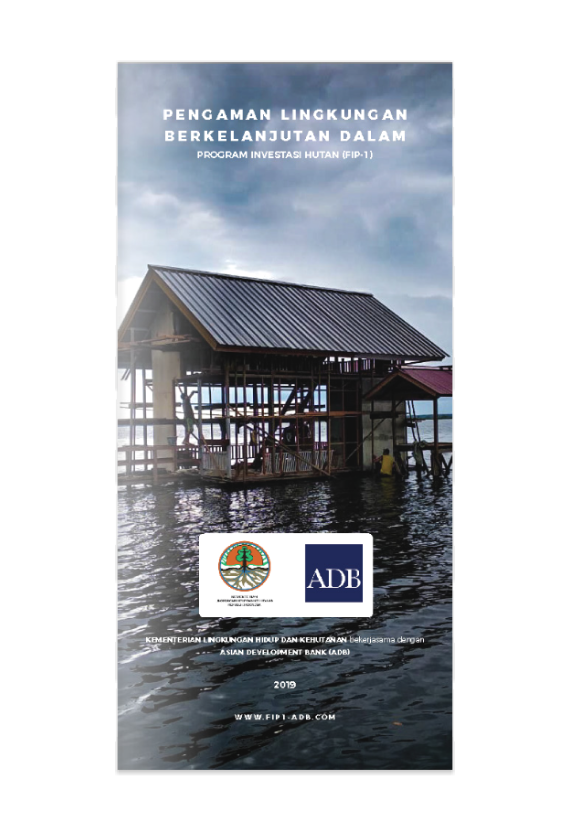 PENGAMAN LINGKUNGAN
BERKELANJUTAN DALAM
PROGRAM INVESTASI HUTAN (FIP-1)
ADB
KEMENTERIAN LINGKUNGAN HIDUP DAN KEHUTANAN bekerjasama dengan
ASIAN DEVELOPMENT BANK (ADB)
2019
WWW.FIP1-ADB.COM